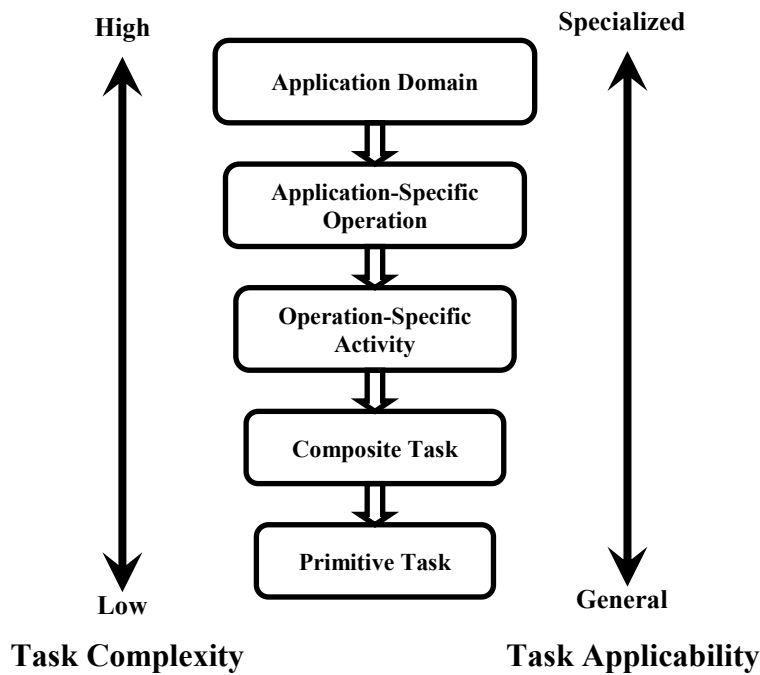 High
Specialized
Application Domain
Application-Specific
Operation
Operation-Specific
Activity
Composite Task
Primitive Task
Low
General
Task Complexity
Task Applicability